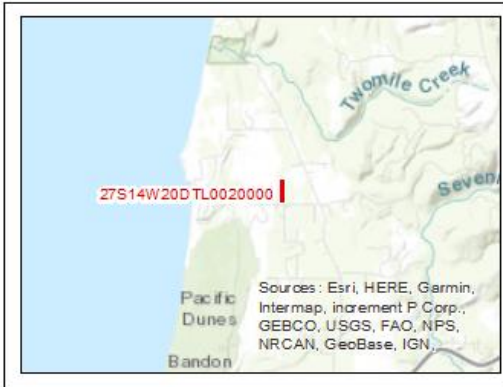 Twomile Creek
27S14W20DTL0020000
Pacific
Dunes
Bandon
Sources: Esri, HERE, Garmin,
Intermap, increment P Corp.,
GEBCO, USGS, FAO, NPS,
NRCAN, GeoBase, IGN,